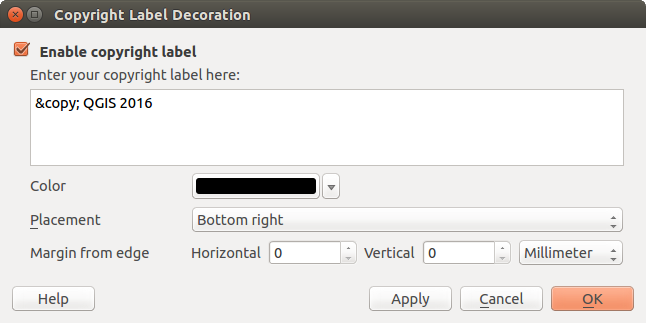 Copyright Label Decoration
Enable copyright label
Enter your copyright label here:
&copy; QGIS 2016
Color
Placement Bottom right
Margin from edge Horizontal 0 Vertical 0 Millimeter
Help Apply Cancel OK